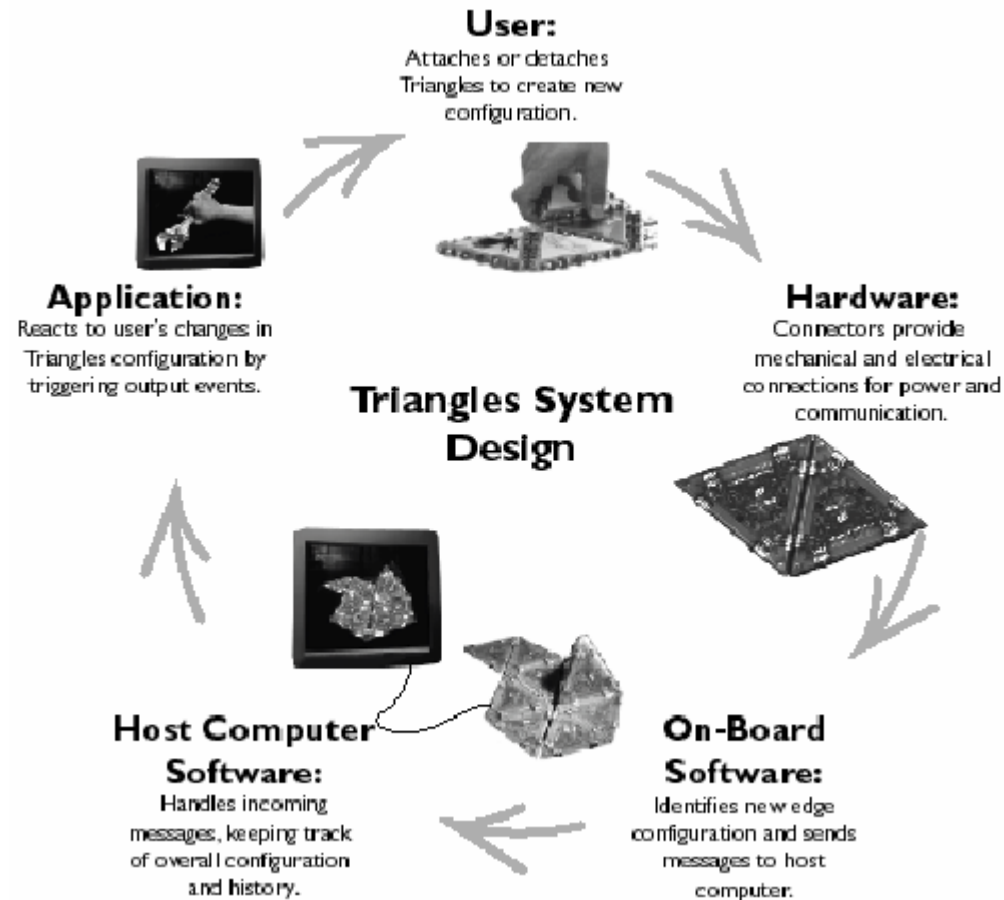 User:
Attaches or detaches
Triangles to create new
configuration.
Hardware:
Connectors provide
mechanical and electrical
connections for power and
communication.
Triangles System
Design
On-Board
Software:
Identifies new edge
configuration and sends
messages to host
computer.
Host Computer
Software:
Handles incoming
messages, keeping track
of overall configuration
and history.
Application:
Reacts to user's changes in
Triangles configuration by
triggering output events.